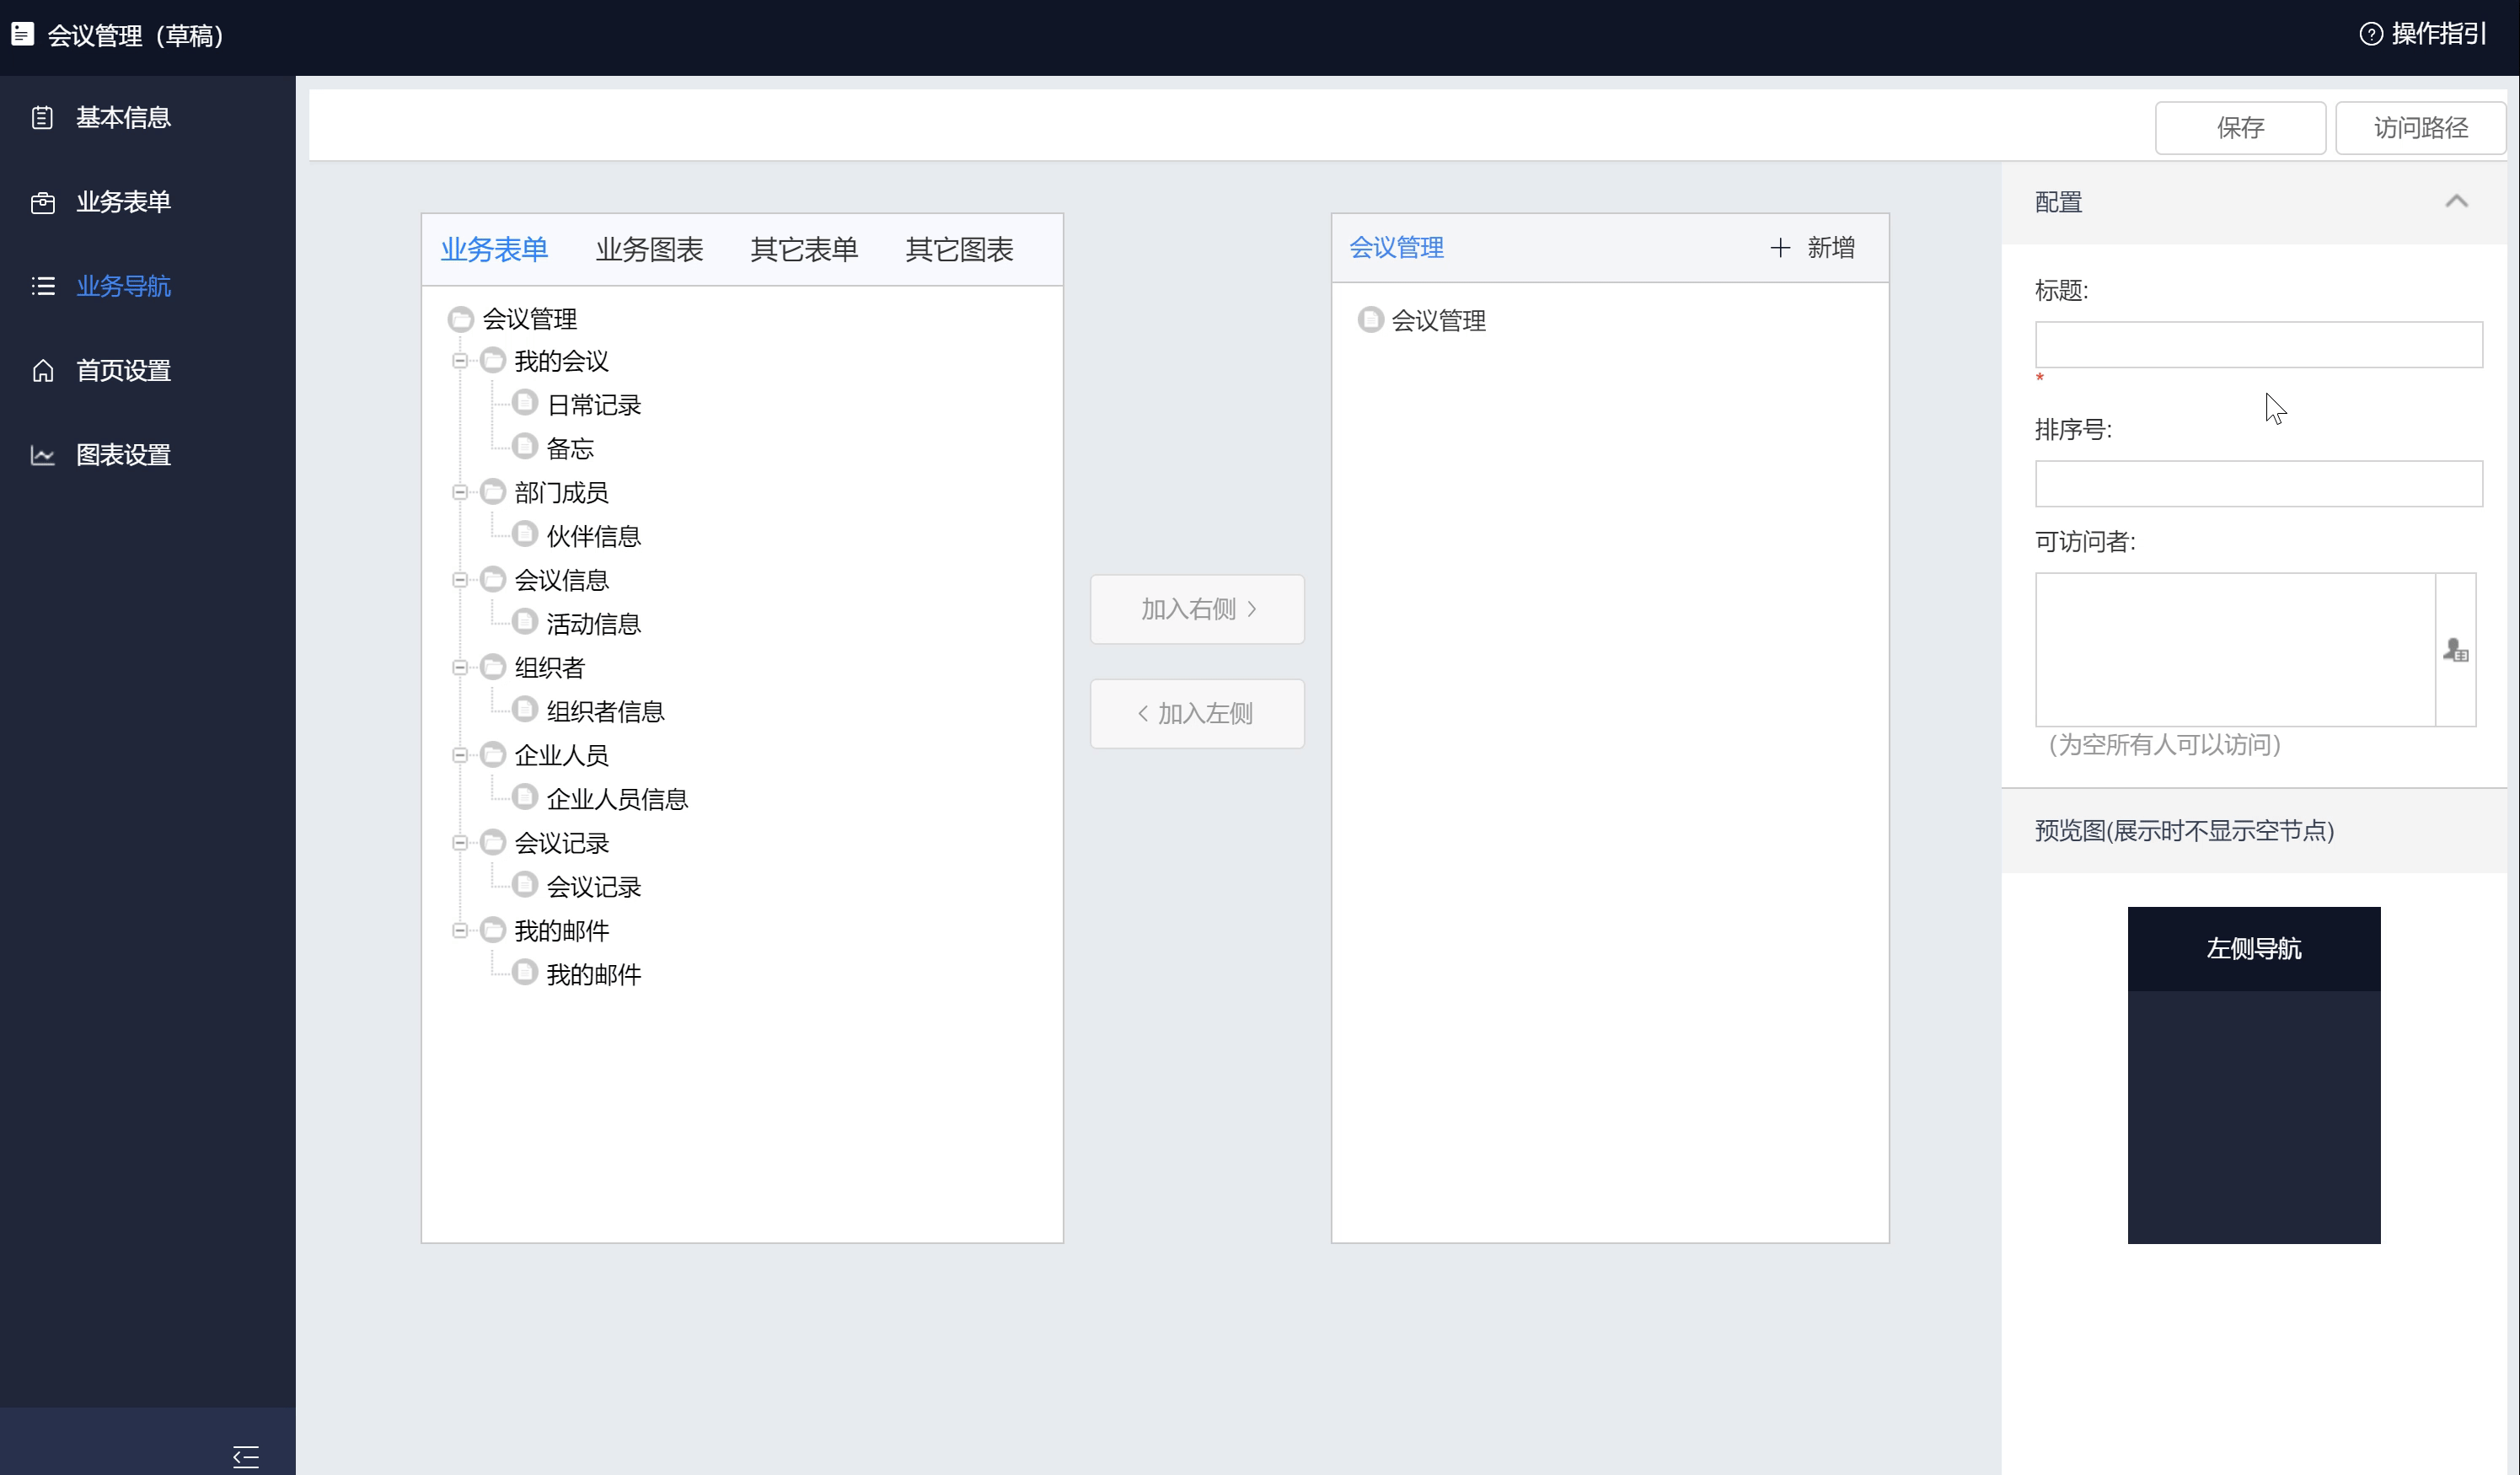 会议管理（草稿）
操作指引
基本信息
业务表单
业务导航
首页设置
图表设置
保存
访问路径
业务表单
业务图表
其它表单
其它图表
会议管理
我的会议
日常记录
备忘
部门成员
伙伴信息
会议信息
活动信息
组织者
组织者信息
企业人员
企业人员信息
会议记录
会议记录
我的邮件
我的邮件
加入右侧 >
< 加入左侧
会议管理
+ 新增
会议管理
配置
标题:
*
排序号:
可访问者:
（为空所有人可以访问）
预览图(展示时不显示空节点)
左侧导航